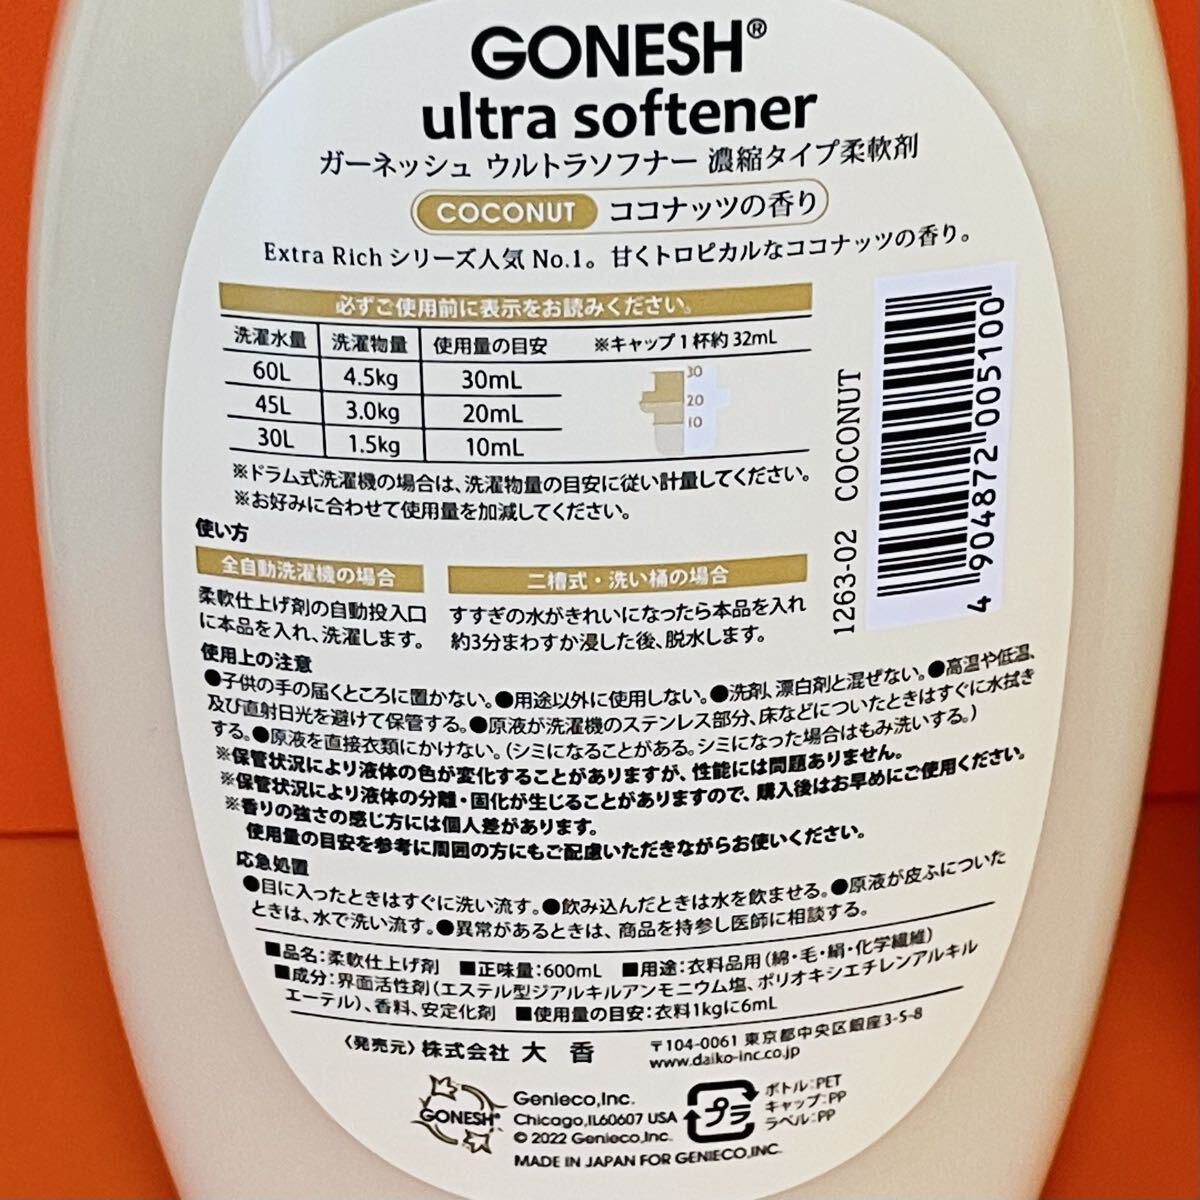 GONESH®
ultra softener
ガーネッシュ ウルトラソフナー 濃縮タイプ柔軟剤
COCONUT ココナッツの香り
Extra Rich シリーズ人気 No.1。甘くトロピカルなココナッツの香り。
必ずご使用前に表示をお読みください。
洗濯水量 洗濯物量 使用量の目安 ※キャップ1杯約32mL
60L 4.5kg 30mL
45L 3.0kg 20mL
30L 1.5kg 10mL
30
20
10
※ドラム式洗濯機の場合は、洗濯物量の目安に従い計量してください。
※お好みに合わせて使用量を加減してください。
使い方
全自動洗濯機の場合
柔軟仕上げ剤の自動投入口
に本品を入れ、洗濯します。
二槽式・洗い桶の場合
すすぎの水がきれいになったら本品を入れ
約3分まわすか浸した後、脱水します。
1263-02 COCONUT
4 904872 005100
使用上の注意
●子供の手の届くところに置かない。●用途以外に使用しない。●洗剤、漂白剤と混ぜない。●高温や低温、
及び直射日光を避けて保管する。●原液が洗濯機のステンレス部分、床などについたときはすぐに水拭き
する。●原液を直接衣類にかけない。(シミになることがある。シミになった場合はもみ洗いする。)
※保管状況により液体の色が変化することがありますが、性能には問題ありません。
※保管状況により液体の分離・固化が生じることがありますので、購入後はお早めにご使用ください。
※香りの強さの感じ方には個人差があります。
使用量の目安を参考に周囲の方にもご配慮いただきながらお使いください。
応急処置
●目に入ったときはすぐに洗い流す。●飲み込んだときは水を飲ませる。●原液が皮ふについた
ときは、水で洗い流す。●異常があるときは、商品を持参し医師に相談する。
■品名:柔軟仕上げ剤 ■正味量:600mL ■用途:衣料品用(綿・毛・絹・化学繊維)
■成分:界面活性剤(エステル型ジアルキルアンモニウム塩、ポリオキシエチレンアルキル
エーテル)、香料、安定化剤 ■使用量の目安:衣料1kgに6mL
〈発売元〉株式会社 大 香
〒104-0061 東京都中央区銀座3-5-8
www.daiko-inc.co.jp
GONESH®
Genieco,Inc.
Chicago,IL60607 USA
© 2022 Genieco,Inc.
MADE IN JAPAN FOR GENIECO,INC.
プラ
ボトル:PET
キャップ:PP
ラベル:PP